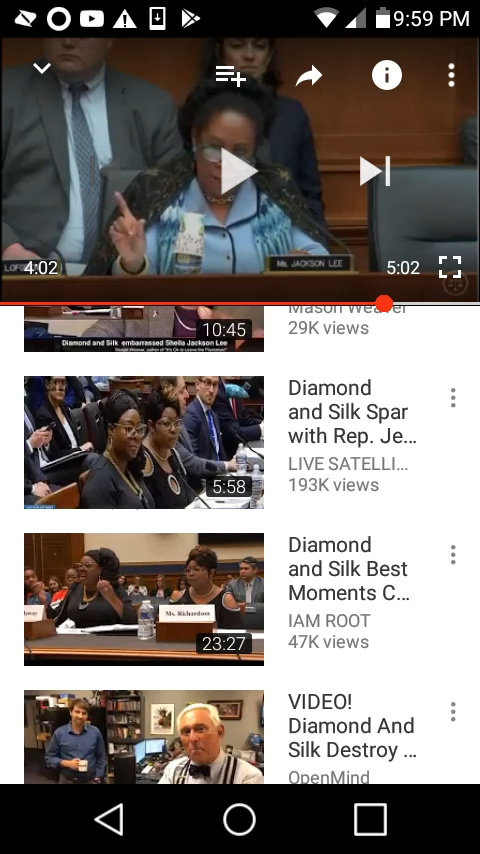 9:59 PM
LOFG
Ms. JACKSON LEE
4:02
5:02
10:45
Diamond and Silk embarrassed Sheila Jackson Lee
Mason Weaver
29K views
5:58
Diamond
and Silk Spar
with Rep. Je...
LIVE SATELLI...
193K views
Ms. Richardson
23:27
Diamond
and Silk Best
Moments C...
IAM ROOT
47K views
VIDEO!
Diamond And
Silk Destroy ...
OpenMind